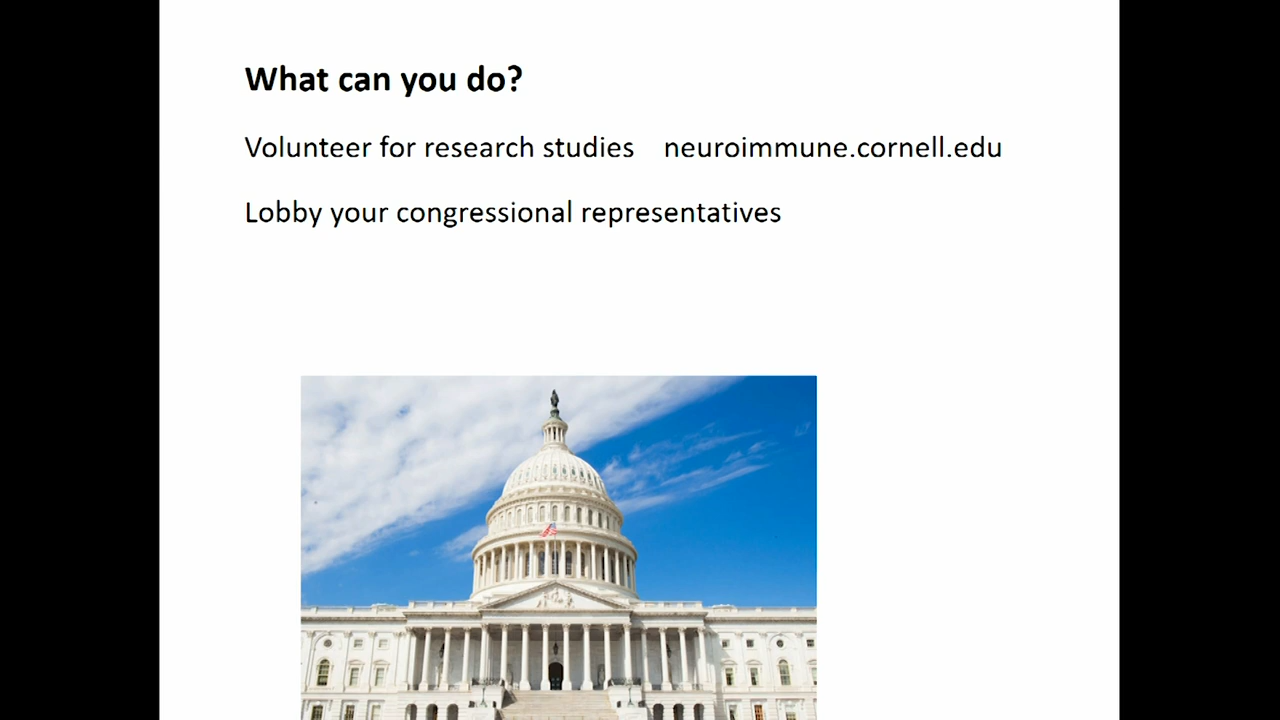 What can you do?
Volunteer for research studies neuroimmune.cornell.edu
Lobby your congressional representatives